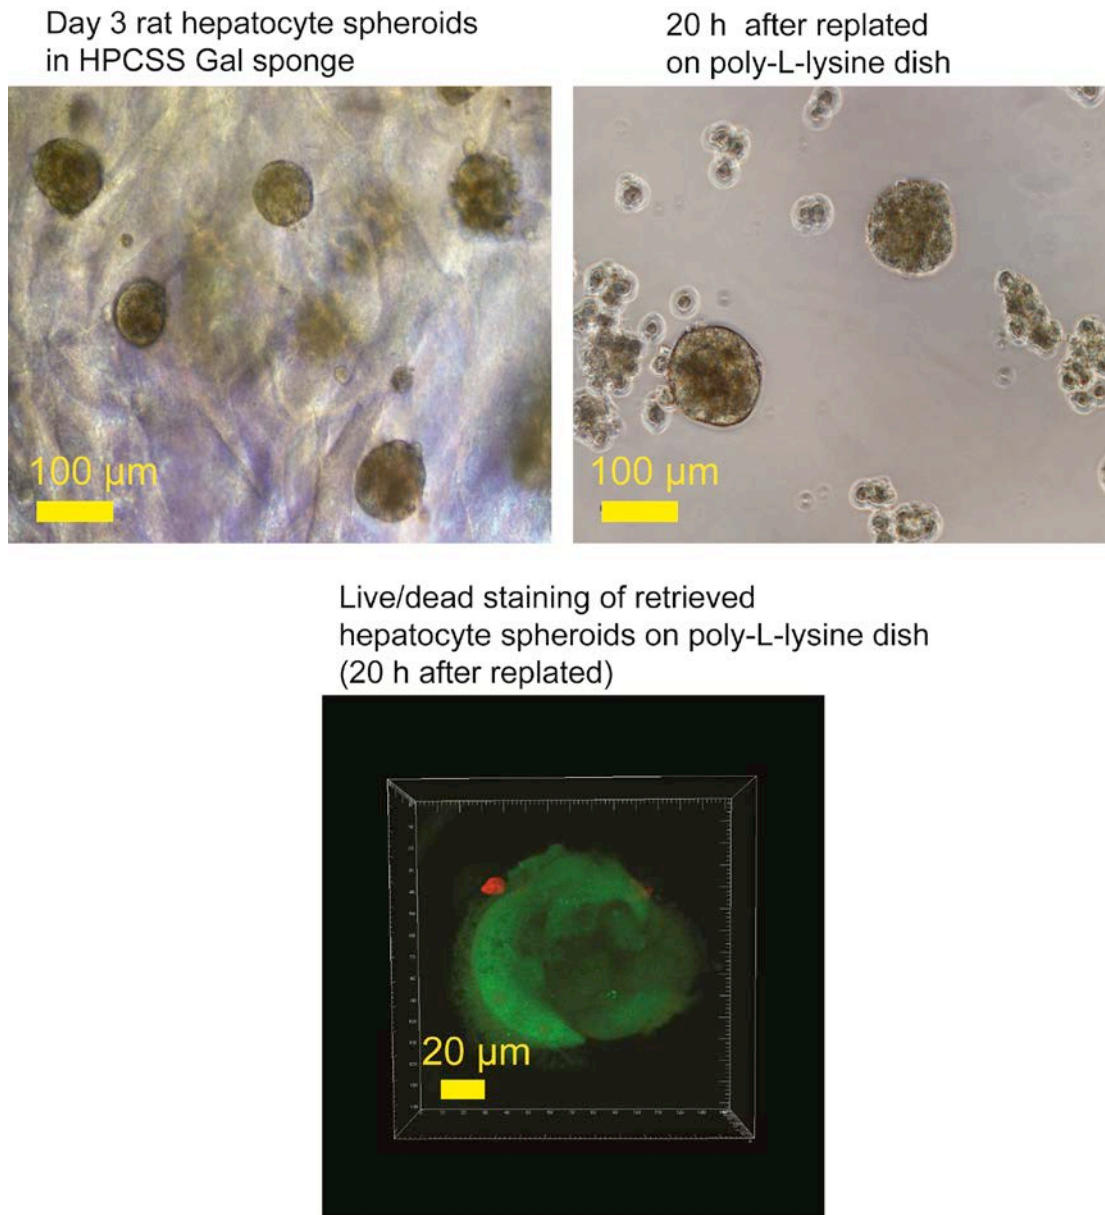 Day 3 rat hepatocyte spheroids
in HPCSS Gal sponge
20 h after replated
on poly-L-lysine dish
100 µm
100 µm
Live/dead staining of retrieved
hepatocyte spheroids on poly-L-lysine dish
(20 h after replated)
20 µm